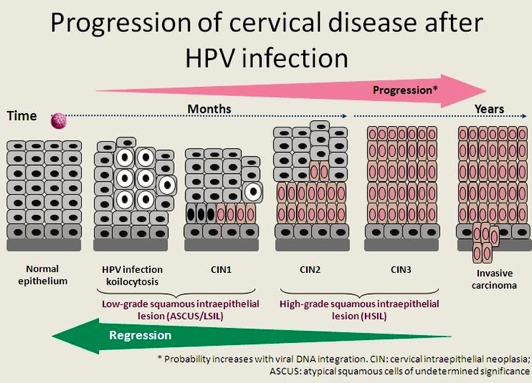 Progression of cervical disease after
HPV infection
Progression*
Time
Months
Years
Normal
epithelium
HPV infection
koilocytosis
CIN1
CIN2
CIN3
Invasive
carcinoma
Low-grade squamous intraepithelial
lesion (ASCUS/LSIL)
High-grade squamous intraepithelial
lesion (HSIL)
Regression
* Probability increases with viral DNA integration. CIN: cervical intraepithelial neoplasia;
ASCUS: atypical squamous cells of undetermined significance